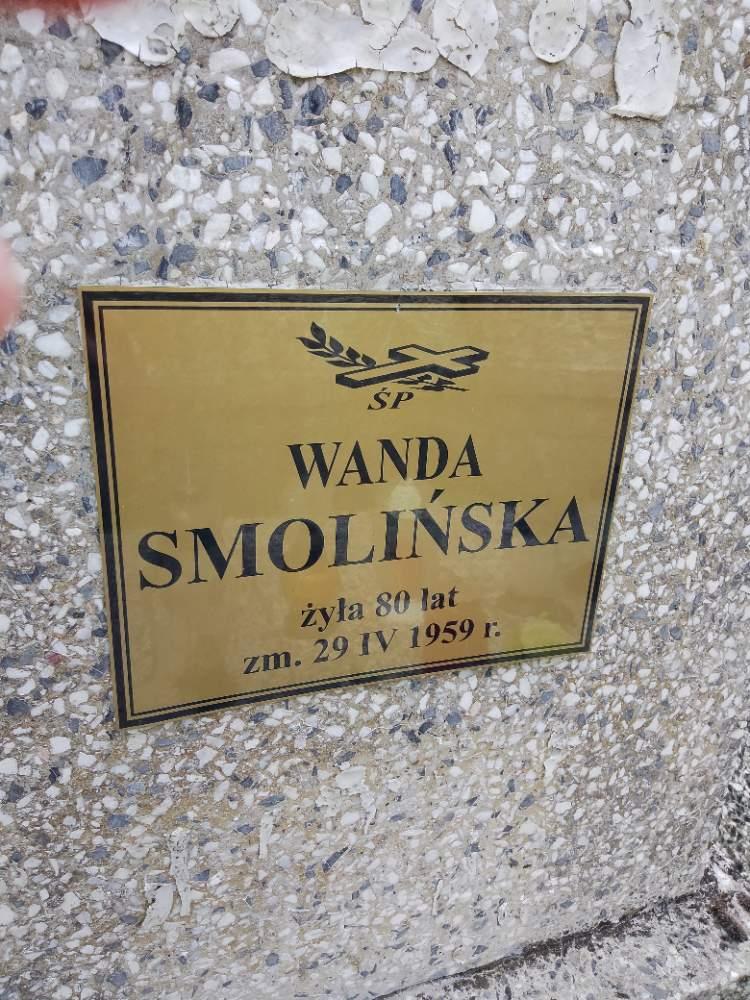 ŚP
WANDA
SMOLIŃSKA
żyła 80 lat
zm. 29 IV 1959 r.